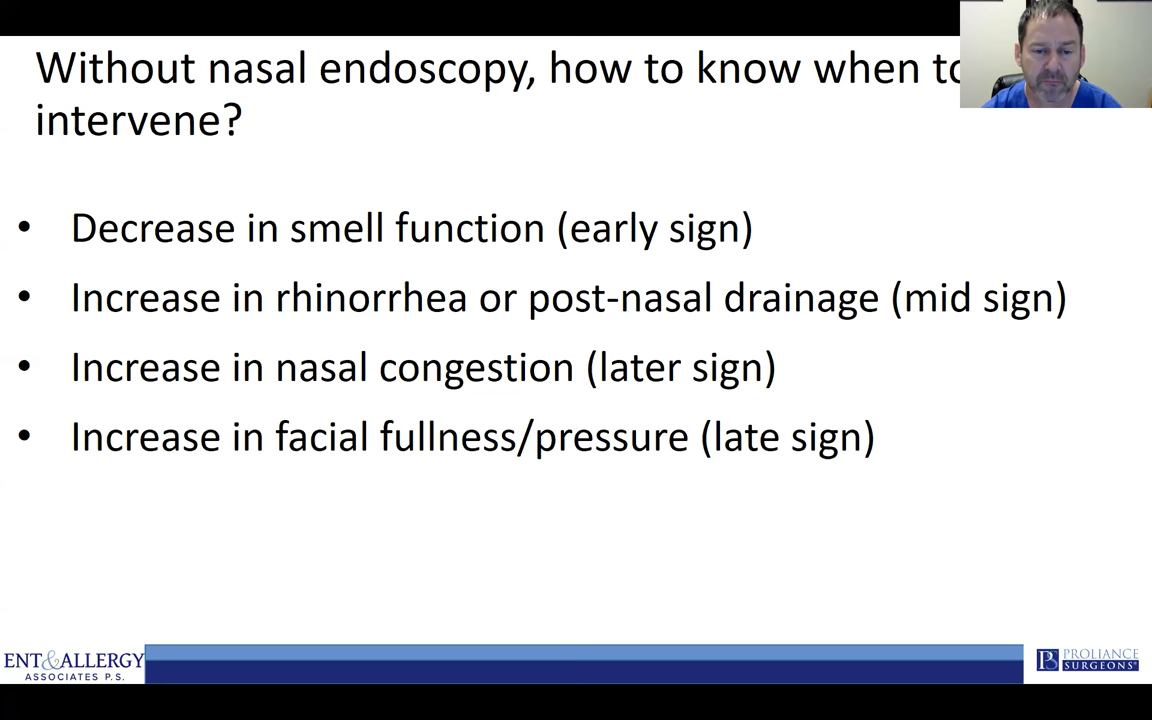 Without nasal endoscopy, how to know when to
intervene?
• Decrease in smell function (early sign)
• Increase in rhinorrhea or post-nasal drainage (mid sign)
• Increase in nasal congestion (later sign)
• Increase in facial fullness/pressure (late sign)
ENT&ALLERGY
ASSOCIATES P.S.
PS PROLIANCE
SURGEONS®